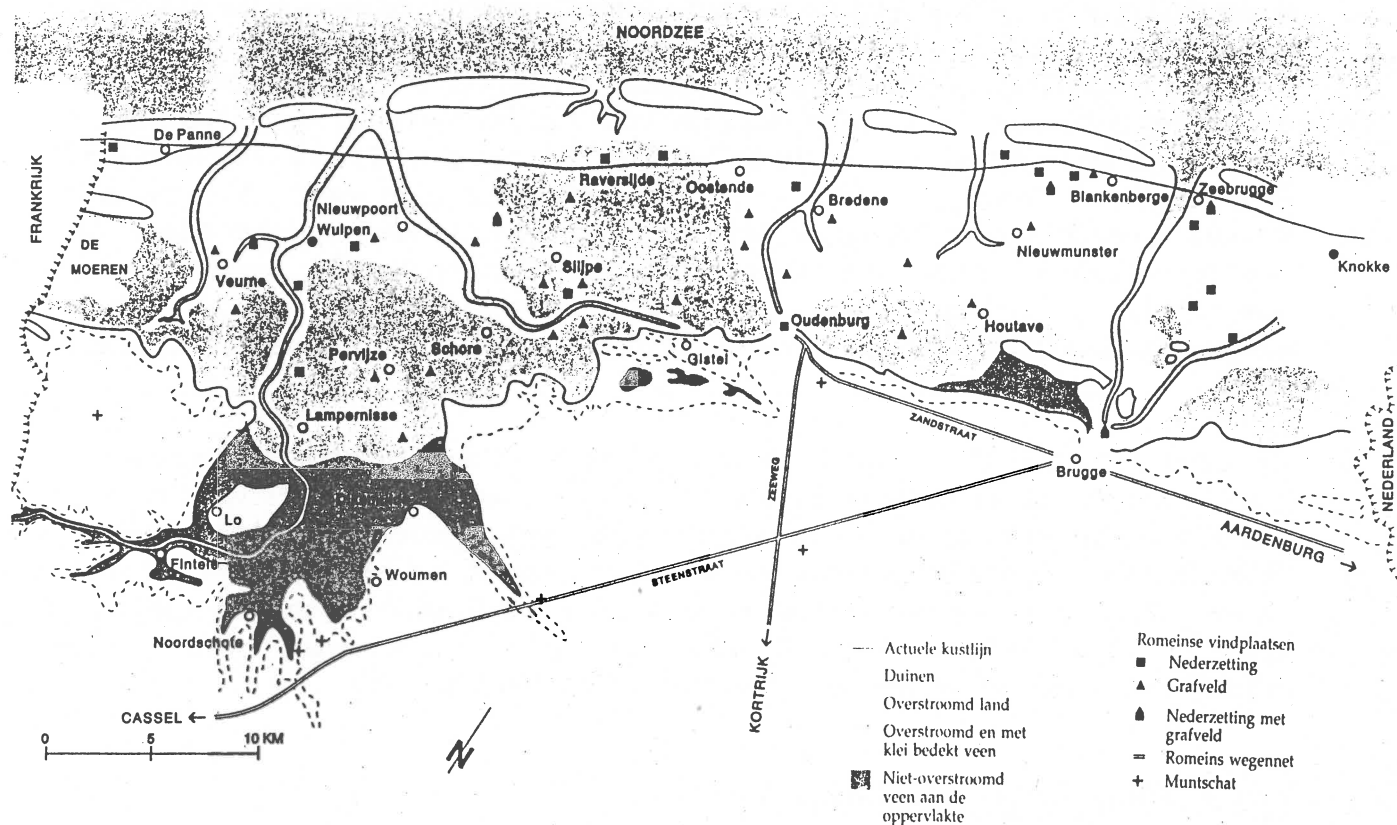 NOORDZEE
De Panne
FRANKRIJK
DE
MOEREN
Nieuwpoort
Wulpen
Veurne
Raversijde
Oostende
Bredene
Blankenberge
Zeebrugge
Nieuwmunster
Knokke
Slijpe
Pervijze
Schore
Gistel
Oudenburg
Houtave
Lampernisse
ZANDSTRAAT
ZEEWEG
Brugge
NEDERLAND
AARDENBURG →
Lo
Fintele
Woumen
STEENSTRAAT
Noordschote
KORTRIJK ←
CASSEL ←
0 5 10 KM
N
Actuele kustlijn
Duinen
Overstroomd land
Overstroomd en met
klei bedekt veen
Niet-overstroomd
veen aan de
oppervlakte
Romeinse vindplaatsen
Nederzetting
Grafveld
Nederzetting met
grafveld
Romeins wegennet
Muntschat